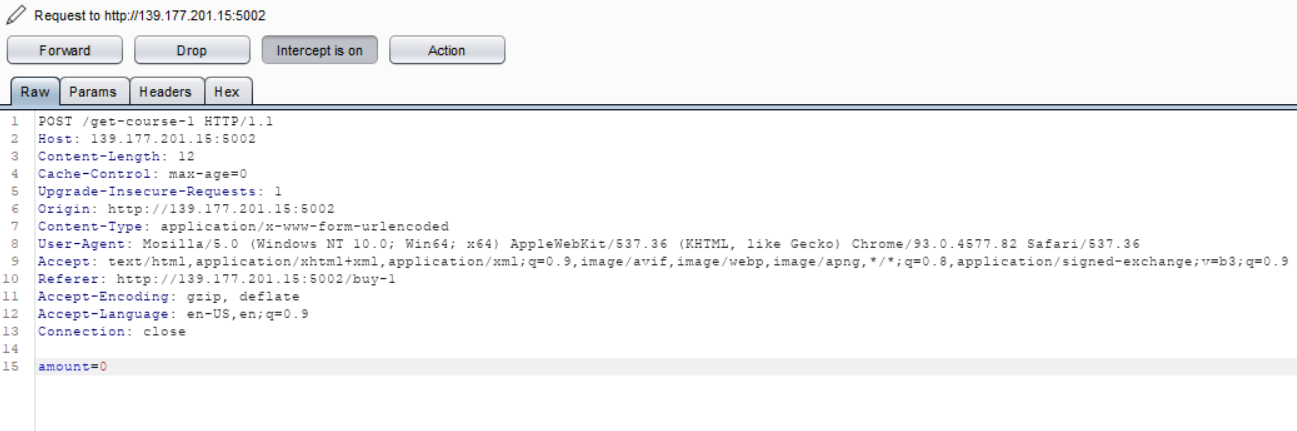 Request to http://139.177.201.15:5002
Forward Drop Intercept is on Action
Raw Params Headers Hex
1 POST /get-course-1 HTTP/1.1
2 Host: 139.177.201.15:5002
3 Content-Length: 12
4 Cache-Control: max-age=0
5 Upgrade-Insecure-Requests: 1
6 Origin: http://139.177.201.15:5002
7 Content-Type: application/x-www-form-urlencoded
8 User-Agent: Mozilla/5.0 (Windows NT 10.0; Win64; x64) AppleWebKit/537.36 (KHTML, like Gecko) Chrome/93.0.4577.82 Safari/537.36
9 Accept: text/html,application/xhtml+xml,application/xml;q=0.9,image/avif,image/webp,image/apng,*/*;q=0.8,application/signed-exchange;v=b3;q=0.9
10 Referer: http://139.177.201.15:5002/buy-1
11 Accept-Encoding: gzip, deflate
12 Accept-Language: en-US,en;q=0.9
13 Connection: close
14
15 amount=0